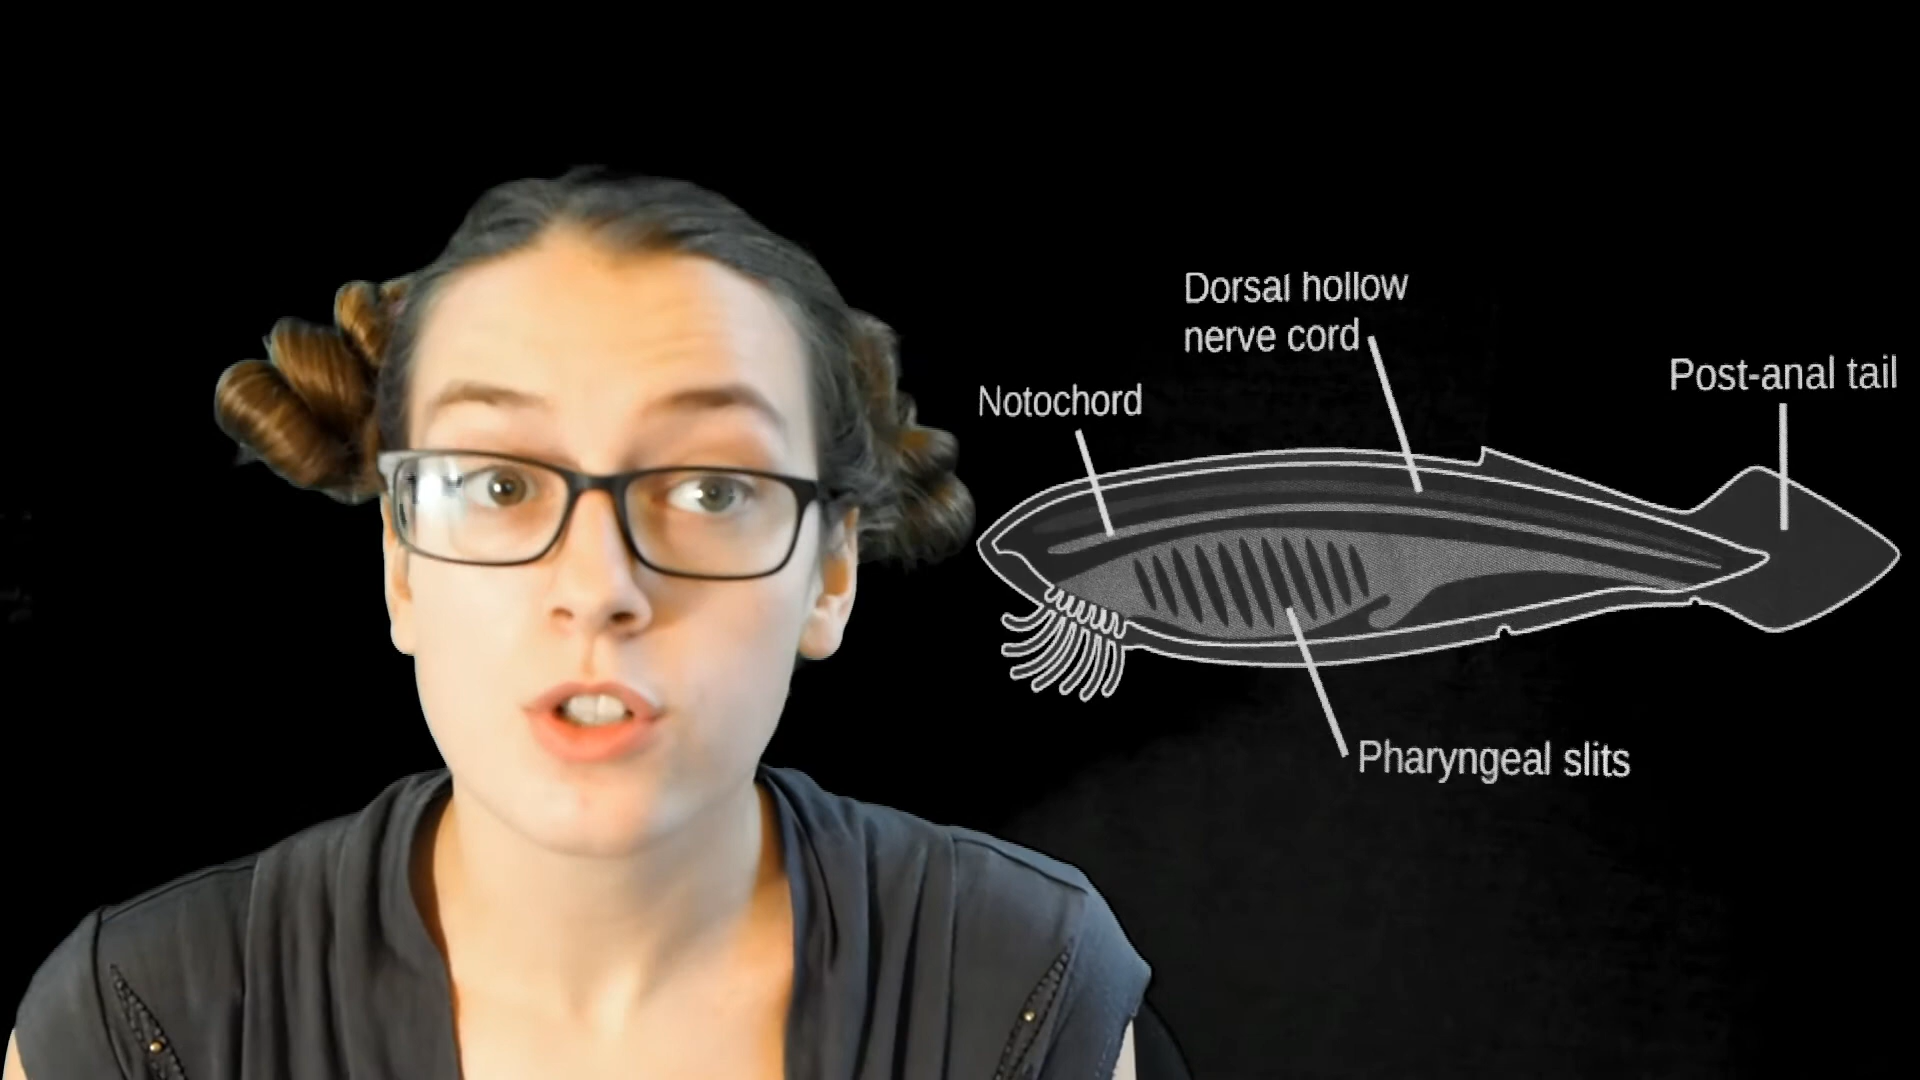 Dorsal hollow
nerve cord
Notochord
Post-anal tail
Pharyngeal slits